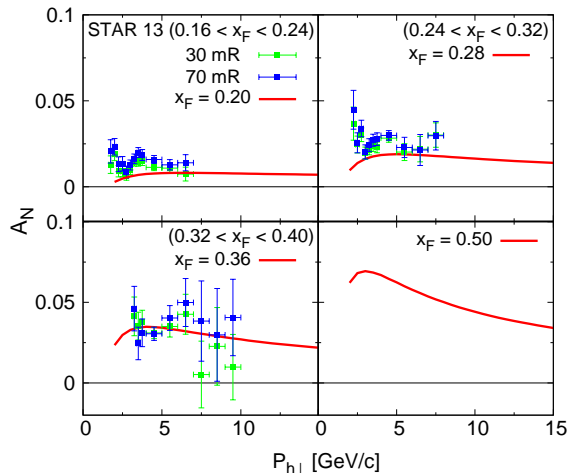 STAR 13 (0.16 < x_F < 0.24)
30 mR
70 mR
x_F = 0.20
(0.24 < x_F < 0.32)
x_F = 0.28
0.1
0.05
0
A_N
(0.32 < x_F < 0.40)
x_F = 0.36
x_F = 0.50
0.1
0.05
0
0 5 10 5 10 15
P_h⊥ [GeV/c]